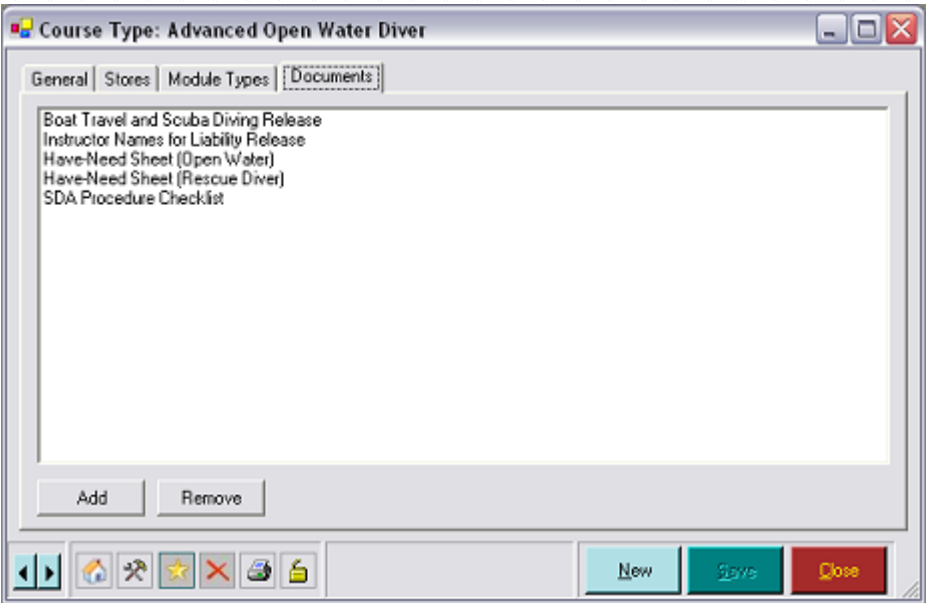 Course Type: Advanced Open Water Diver
General Stores Module Types Documents
Boat Travel and Scuba Diving Release
Instructor Names for Liability Release
Have-Need Sheet (Open Water)
Have-Need Sheet (Rescue Diver)
SDA Procedure Checklist
Add Remove
New Save Close